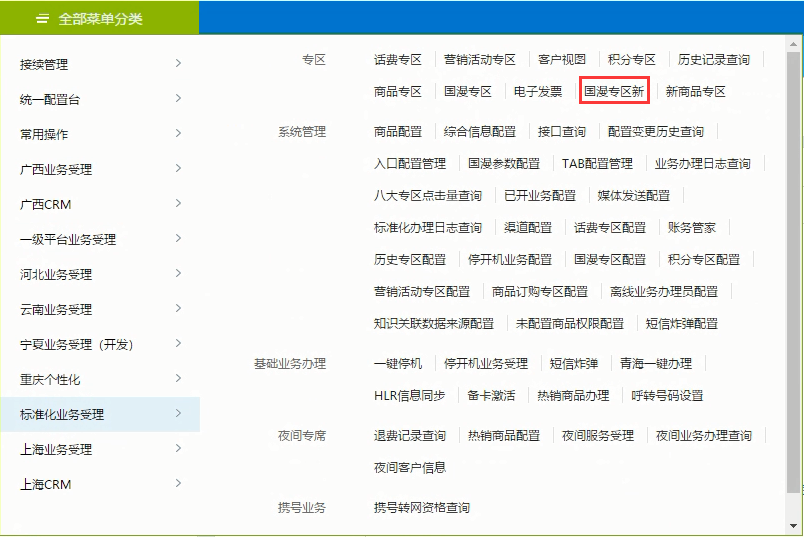 全部菜单分类
接续管理
统一配置台
常用操作
广西业务受理
广西CRM
一级平台业务受理
河北业务受理
云南业务受理
宁夏业务受理（开发）
重庆个性化
标准化业务受理
上海业务受理
上海CRM
专区 话费专区 营销活动专区 客户视图 积分专区 历史记录查询
商品专区 国漫专区 电子发票 国漫专区新 新商品专区
系统管理 商品配置 综合信息配置 接口查询 配置变更历史查询
入口配置管理 国漫参数配置 TAB配置管理 业务办理日志查询
八大专区点击量查询 已开业务配置 媒体发送配置
标准化办理日志查询 渠道配置 话费专区配置 账务管家
历史专区配置 停开机业务配置 国漫专区配置 积分专区配置
营销活动专区配置 商品订购专区配置 离线业务办理员配置
知识关联数据来源配置 未配置商品权限配置 短信炸弹配置
基础业务办理 一键停机 停开机业务受理 短信炸弹 青海一键办理
HLR信息同步 备卡激活 热销商品办理 呼转号码设置
夜间专席 退费记录查询 热销商品配置 夜间服务受理 夜间业务办理查询
夜间客户信息
携号业务 携号转网资格查询